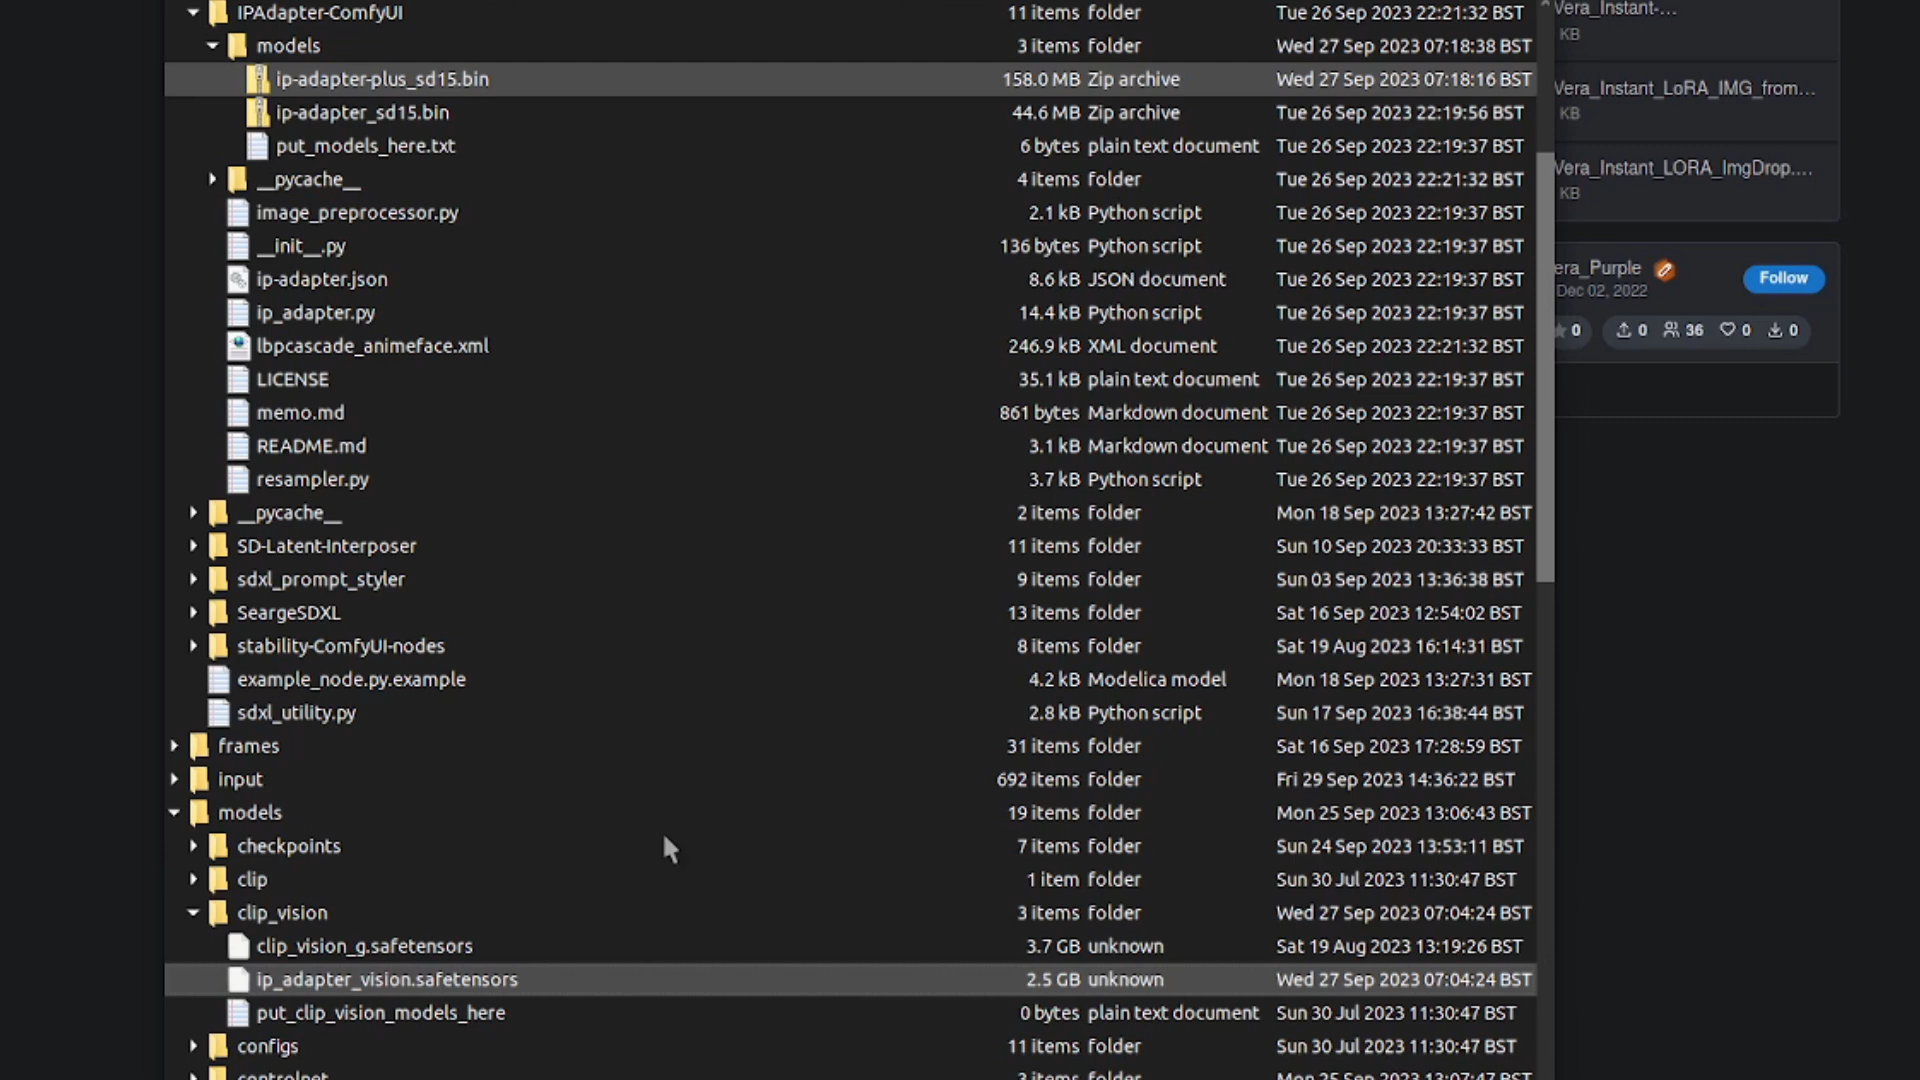 IPAdapter-ComfyUI 11 items folder Tue 26 Sep 2023 22:21:32 BST
models 3 items folder Wed 27 Sep 2023 07:18:38 BST
ip-adapter-plus_sd15.bin 158.0 MB Zip archive Wed 27 Sep 2023 07:18:16 BST
ip-adapter_sd15.bin 44.6 MB Zip archive Tue 26 Sep 2023 22:19:56 BST
put_models_here.txt 6 bytes plain text document Tue 26 Sep 2023 22:19:37 BST
__pycache__ 4 items folder Tue 26 Sep 2023 22:21:32 BST
image_preprocessor.py 2.1 kB Python script Tue 26 Sep 2023 22:19:37 BST
__init__.py 136 bytes Python script Tue 26 Sep 2023 22:19:37 BST
ip-adapter.json 8.6 kB JSON document Tue 26 Sep 2023 22:19:37 BST
ip_adapter.py 14.4 kB Python script Tue 26 Sep 2023 22:19:37 BST
lbpcascade_animeface.xml 246.9 kB XML document Tue 26 Sep 2023 22:21:32 BST
LICENSE 35.1 kB plain text document Tue 26 Sep 2023 22:19:37 BST
memo.md 861 bytes Markdown document Tue 26 Sep 2023 22:19:37 BST
README.md 3.1 kB Markdown document Tue 26 Sep 2023 22:19:37 BST
resampler.py 3.7 kB Python script Tue 26 Sep 2023 22:19:37 BST
__pycache__ 2 items folder Mon 18 Sep 2023 13:27:42 BST
SD-Latent-Interposer 11 items folder Sun 10 Sep 2023 20:33:33 BST
sdxl_prompt_styler 9 items folder Sun 03 Sep 2023 13:36:38 BST
SeargeSDXL 13 items folder Sat 16 Sep 2023 12:54:02 BST
stability-ComfyUI-nodes 8 items folder Sat 19 Aug 2023 16:14:31 BST
example_node.py.example 4.2 kB Modelica model Mon 18 Sep 2023 13:27:31 BST
sdxl_utility.py 2.8 kB Python script Sun 17 Sep 2023 16:38:44 BST
frames 31 items folder Sat 16 Sep 2023 17:28:59 BST
input 692 items folder Fri 29 Sep 2023 14:36:22 BST
models 19 items folder Mon 25 Sep 2023 13:06:43 BST
checkpoints 7 items folder Sun 24 Sep 2023 13:53:11 BST
clip 1 item folder Sun 30 Jul 2023 11:30:47 BST
clip_vision 3 items folder Wed 27 Sep 2023 07:04:24 BST
clip_vision_g.safetensors 3.7 GB unknown Sat 19 Aug 2023 13:19:26 BST
ip_adapter_vision.safetensors 2.5 GB unknown Wed 27 Sep 2023 07:04:24 BST
put_clip_vision_models_here 0 bytes plain text document Sun 30 Jul 2023 11:30:47 BST
configs 11 items folder Sun 30 Jul 2023 11:30:47 BST
controlnet 3 items folder Mon 25 Sep 2023 13:07:47 BST
Vera_Instant-...
KB
Vera_Instant_LoRA_IMG_from...
KB
Vera_Instant_LORA_ImgDrop....
KB
era_Purple
Dec 02, 2022
Follow
0 0 36 0 0